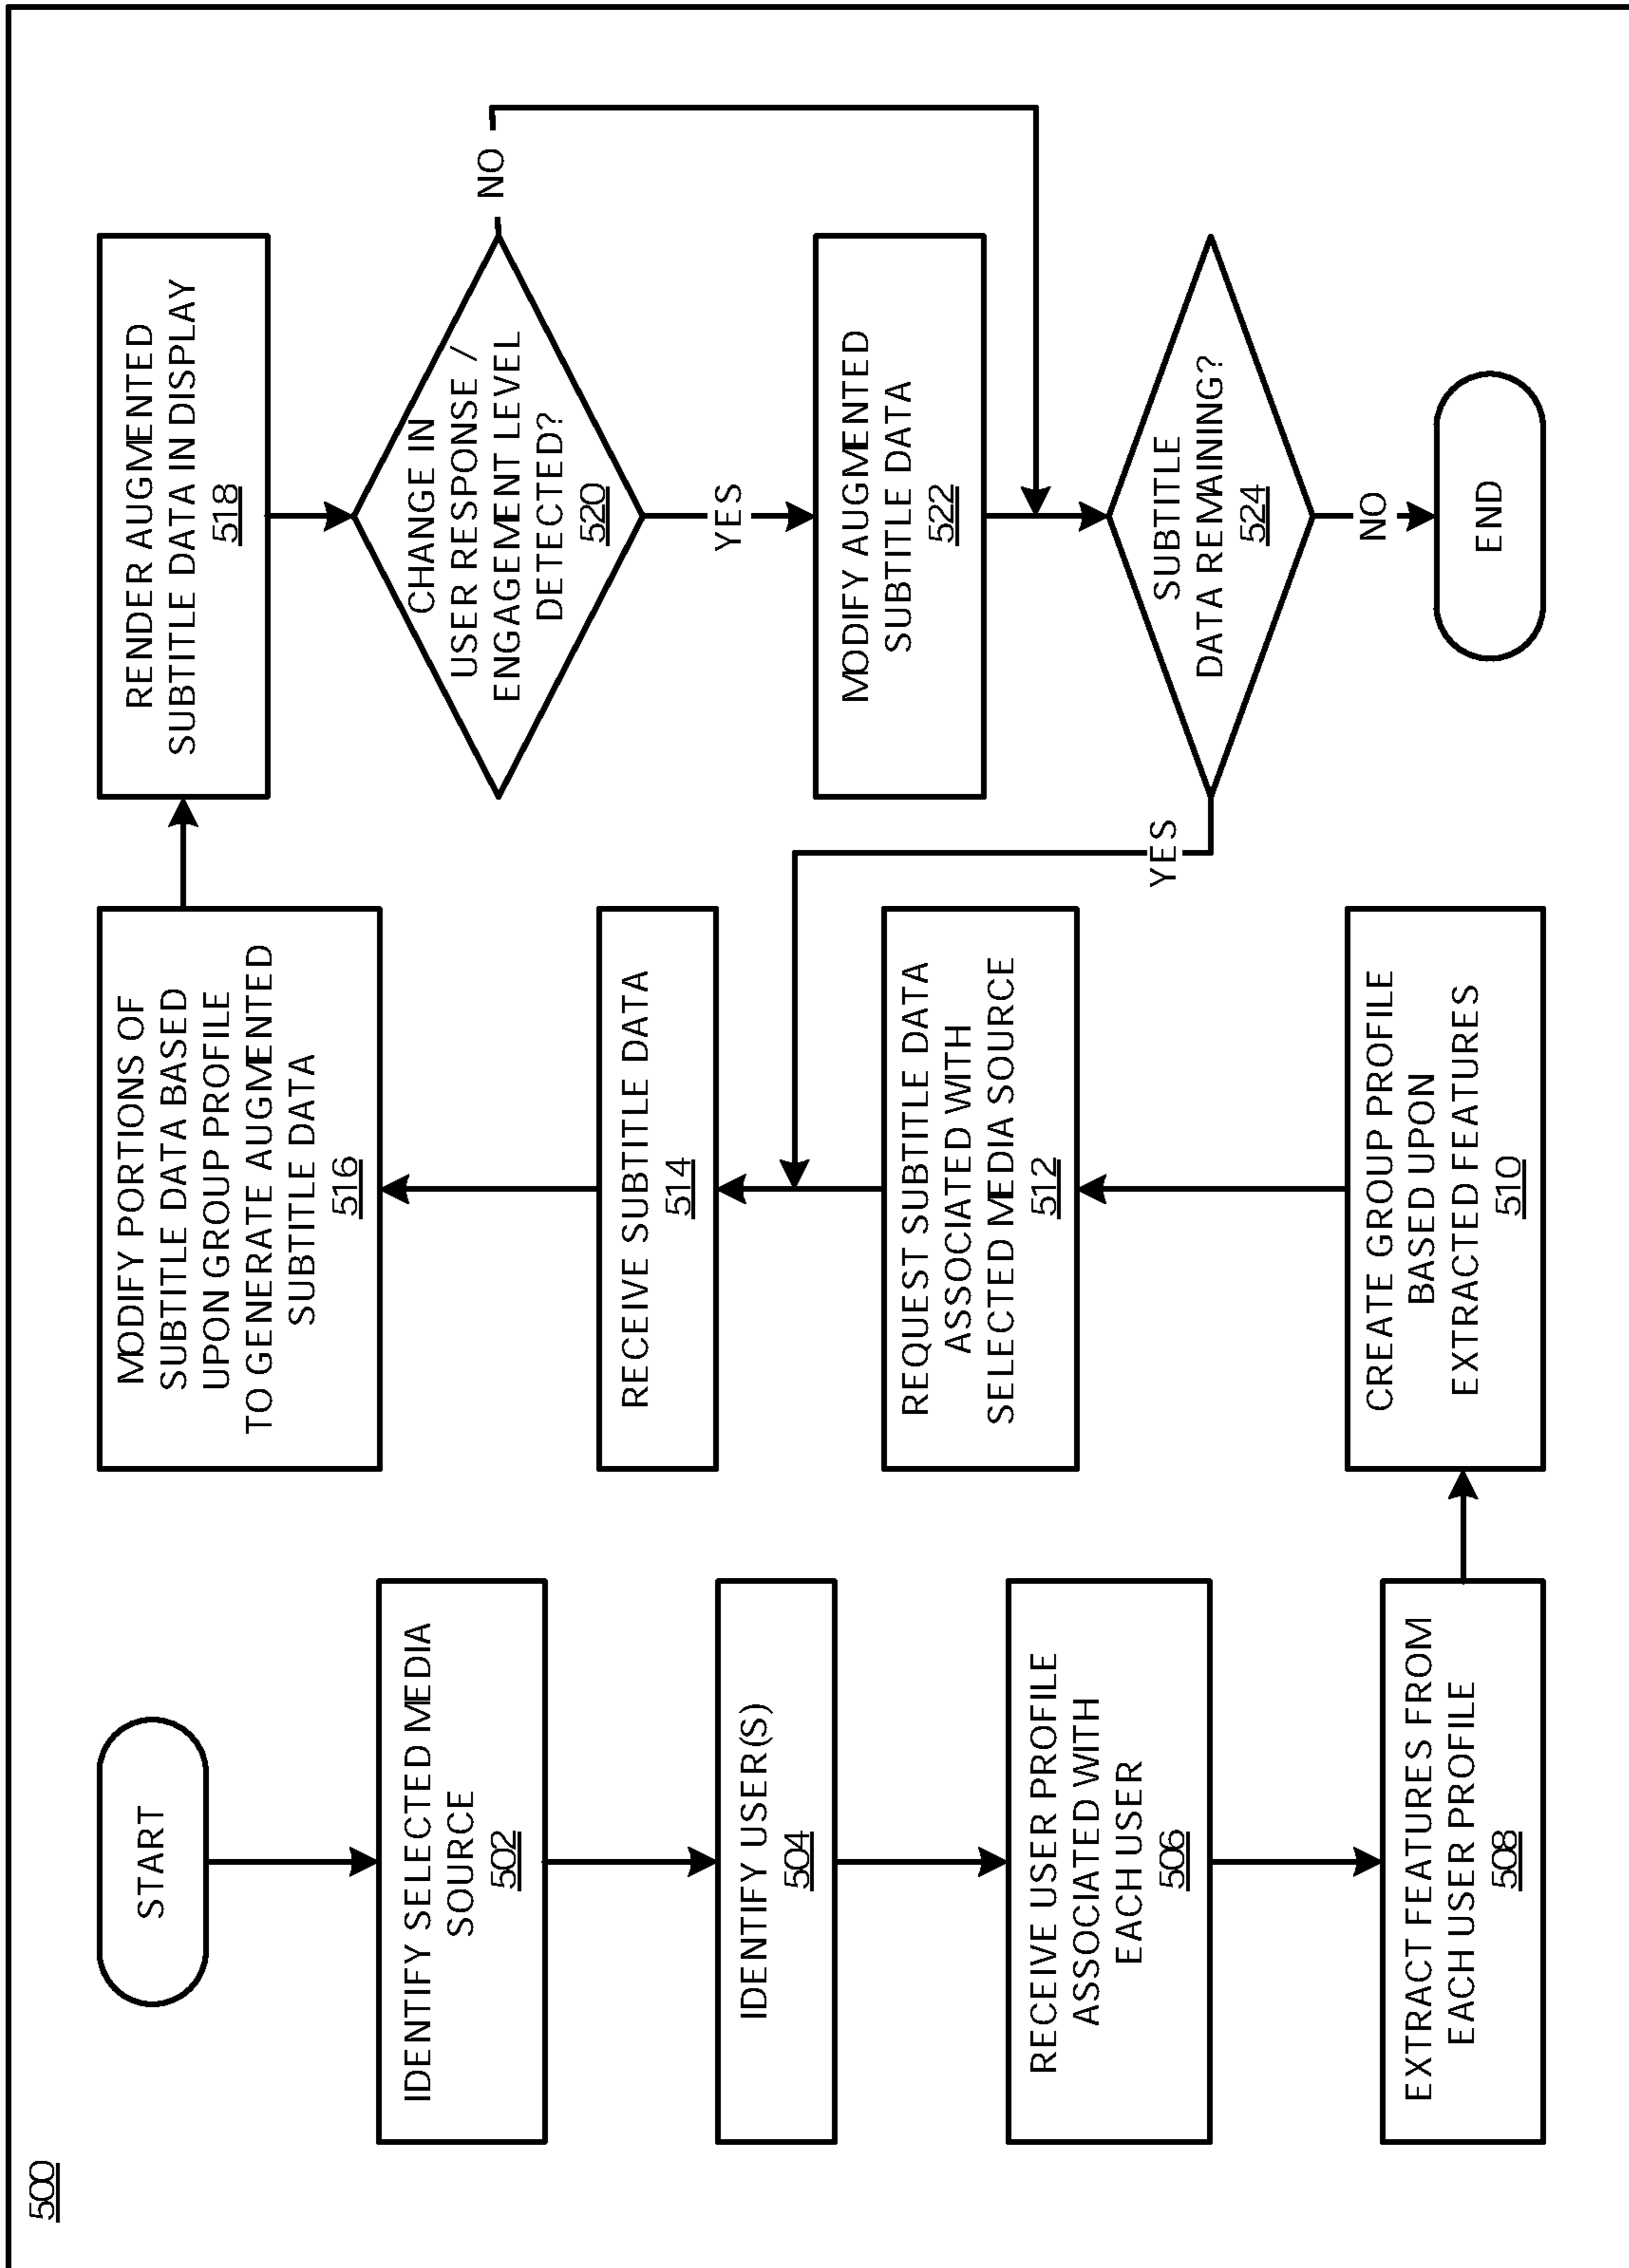 500
START
IDENTIFY SELECTED MEDIA
SOURCE
502
IDENTIFY USER(S)
504
RECEIVE USER PROFILE
ASSOCIATED WITH
EACH USER
506
EXTRACT FEATURES FROM
EACH USER PROFILE
508
CREATE GROUP PROFILE
BASED UPON
EXTRACTED FEATURES
510
REQUEST SUBTITLE DATA
ASSOCIATED WITH
SELECTED MEDIA SOURCE
512
RECEIVE SUBTITLE DATA
514
MODIFY PORTIONS OF
SUBTITLE DATA BASED
UPON GROUP PROFILE
TO GENERATE AUGMENTED
SUBTITLE DATA
516
RENDER AUGMENTED
SUBTITLE DATA IN DISPLAY
518
CHANGE IN
USER RESPONSE /
ENGAGEMENT LEVEL
DETECTED?
520
NO
YES
MODIFY AUGMENTED
SUBTITLE DATA
522
SUBTITLE
DATA REMAINING?
524
YES
NO
END